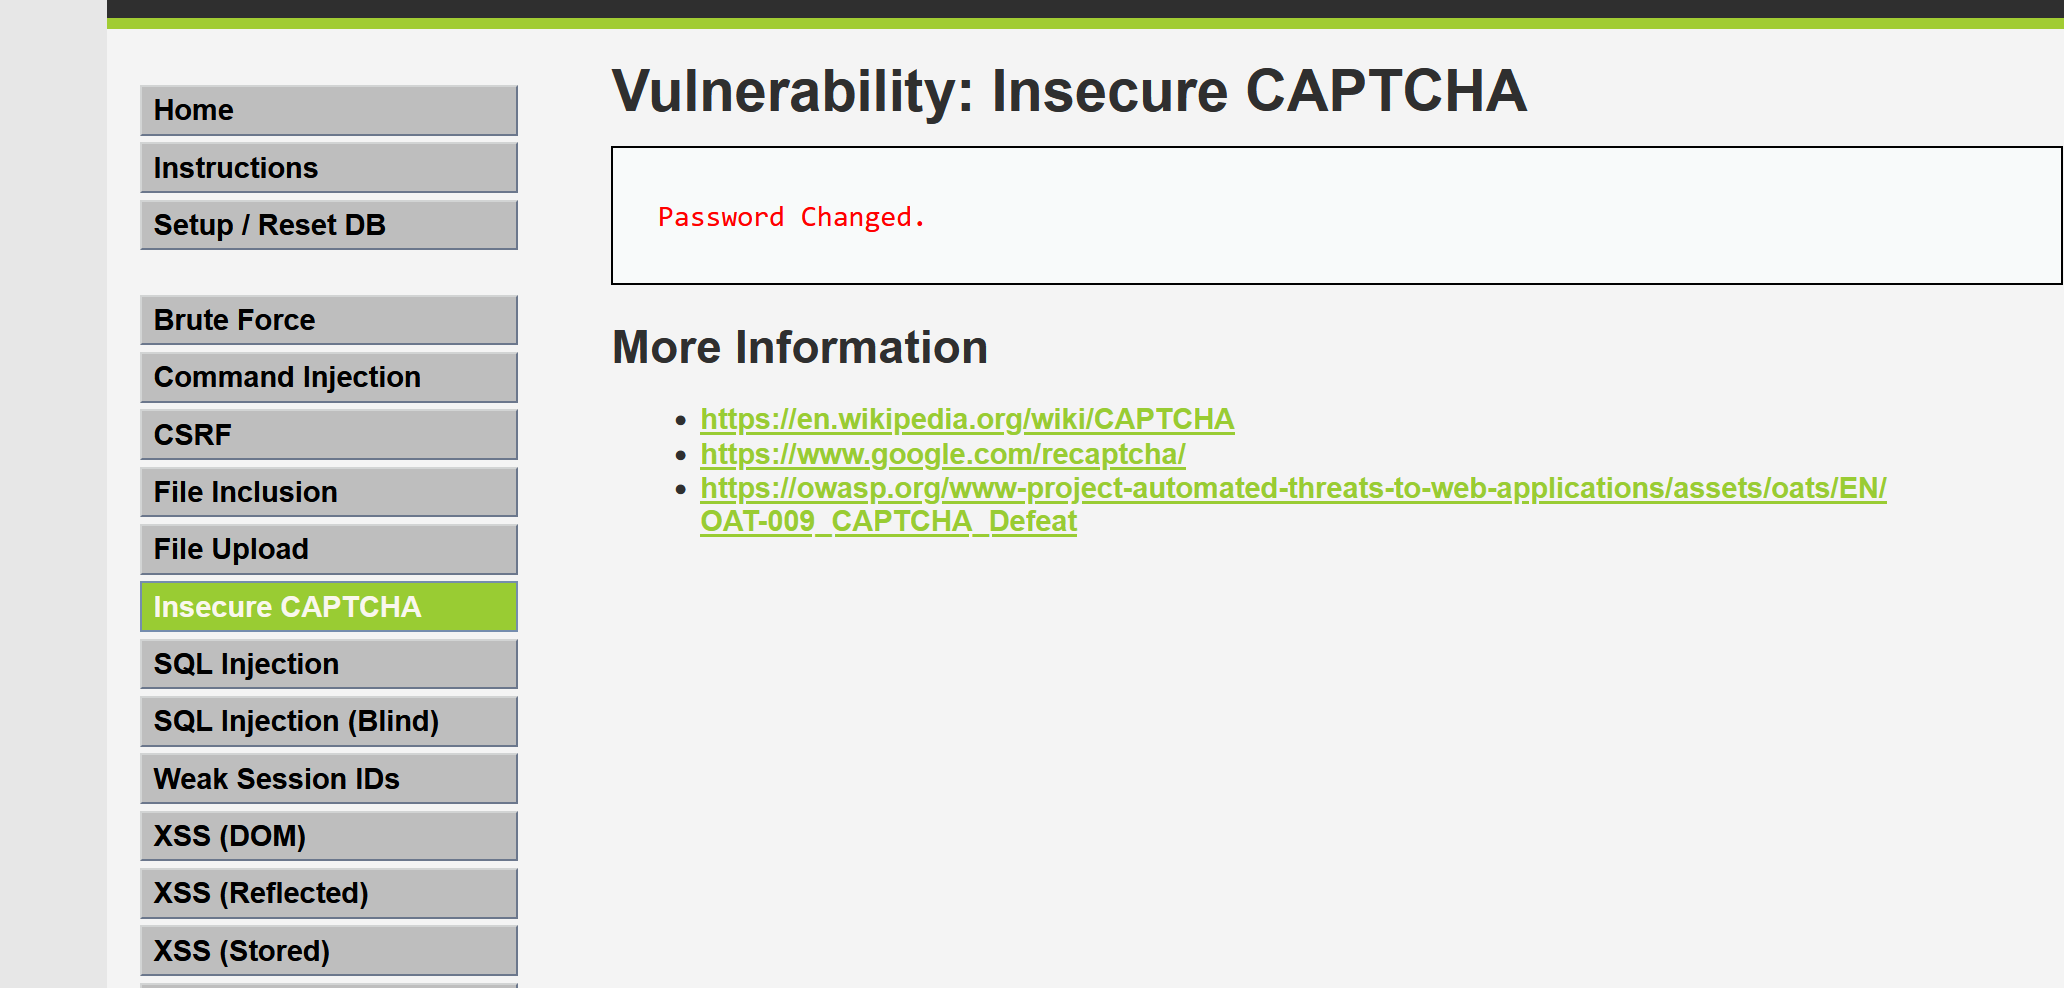 Home
Instructions
Setup / Reset DB
Brute Force
Command Injection
CSRF
File Inclusion
File Upload
Insecure CAPTCHA
SQL Injection
SQL Injection (Blind)
Weak Session IDs
XSS (DOM)
XSS (Reflected)
XSS (Stored)
Vulnerability: Insecure CAPTCHA
Password Changed.
More Information
https://en.wikipedia.org/wiki/CAPTCHA
https://www.google.com/recaptcha/
https://owasp.org/www-project-automated-threats-to-web-applications/assets/oats/EN/
OAT-009_CAPTCHA_Defeat